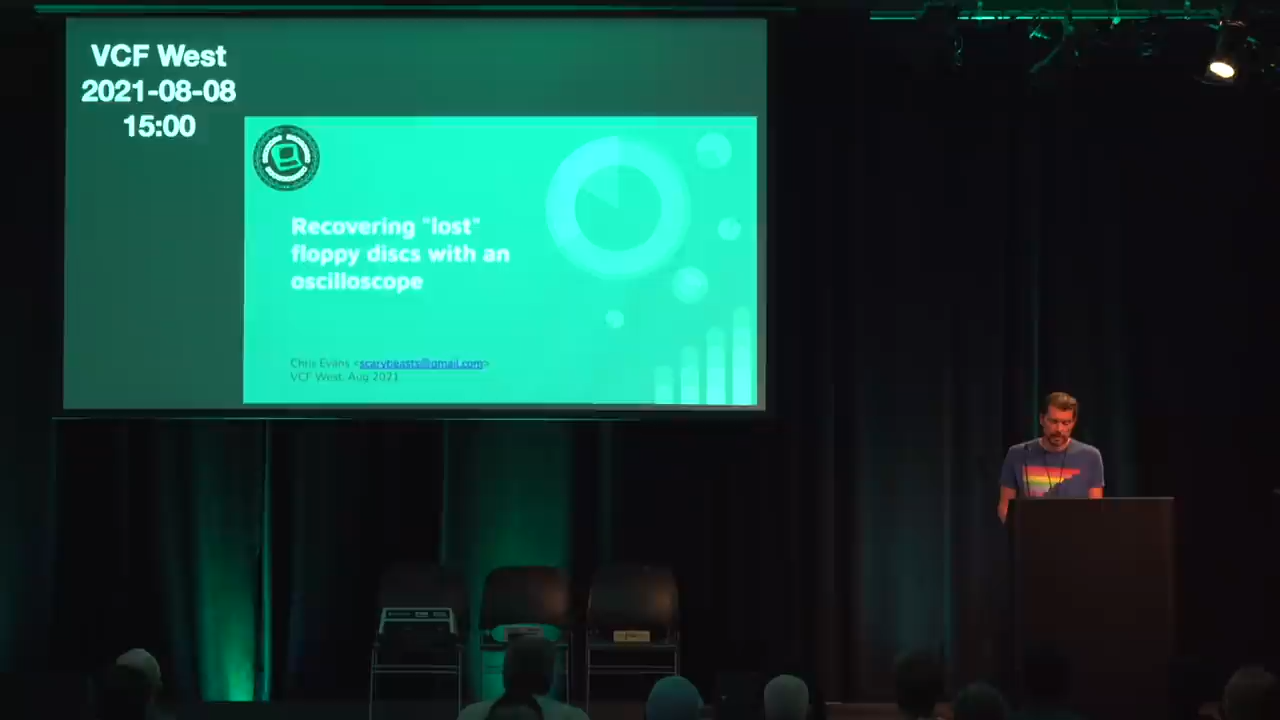 VCF West
2021-08-08
15:00
Recovering "lost"
floppy discs with an
oscilloscope
Chris Evans <scarybeasts@gmail.com>
VCF West, Aug 2021